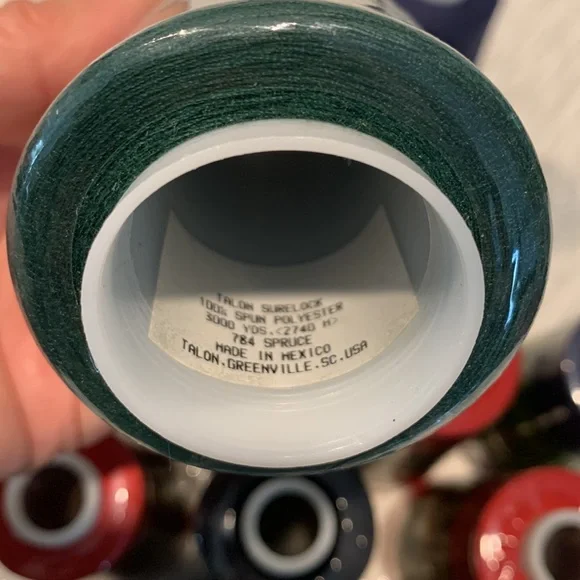 TALON SURELOCK
100% SPUN POLYESTER
3000 YDS.<2740 M>
784 SPRUCE
MADE IN MEXICO
TALON.GREENVILLE.SC.USA